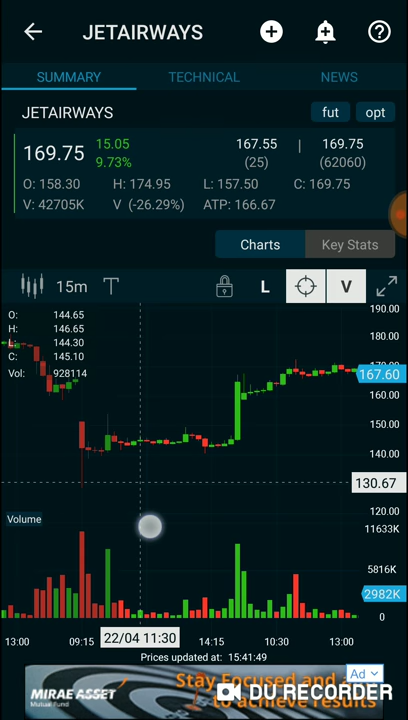 JETAIRWAYS
SUMMARY TECHNICAL NEWS
JETAIRWAYS fut opt
169.75 15.05 9.73% 167.55 (25) | 169.75 (62060)
O: 158.30 H: 174.95 L: 157.50 C: 169.75
V: 42705K V (-26.29%) ATP: 166.67
Charts Key Stats
15m T L V
O: 144.65
H: 146.65
L: 144.30
C: 145.10
Vol: 928114
190.00
180.00
170.00
167.60
160.00
150.00
140.00
130.67
120.00
Volume
11633K
5816K
2982K
0
13:00 09:15 22/04 11:30 14:15 10:30 13:00
Prices updated at: 15:41:49
Ad
MIRAE ASSET
Mutual Fund
Stay Focused and a
to achieve results
DU RECORDER